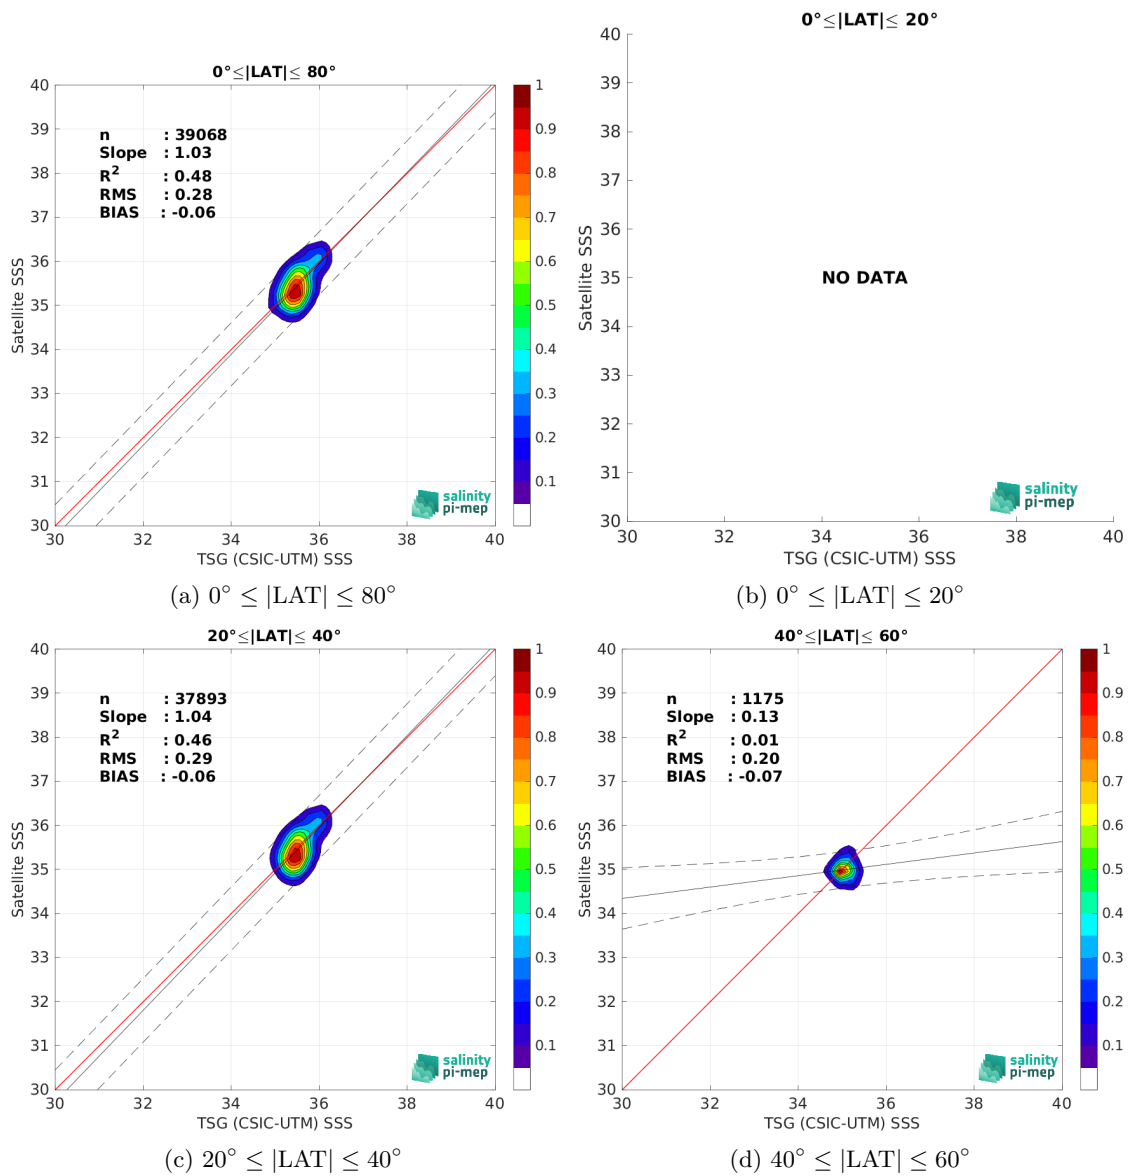 0°≤|LAT|≤ 80°
40
39
38
37
36
35
34
33
32
31
30
Satellite SSS
n : 39068
Slope : 1.03
R² : 0.48
RMS : 0.28
BIAS : -0.06
salinity
pi-mep
30 32 34 36 38 40
TSG (CSIC-UTM) SSS
1
0.9
0.8
0.7
0.6
0.5
0.4
0.3
0.2
0.1
(a) 0° ≤ |LAT| ≤ 80°
0°≤|LAT|≤ 20°
40
39
38
37
36
35
34
33
32
31
30
Satellite SSS
NO DATA
salinity
pi-mep
30 32 34 36 38 40
TSG (CSIC-UTM) SSS
(b) 0° ≤ |LAT| ≤ 20°
20°≤|LAT|≤ 40°
40
39
38
37
36
35
34
33
32
31
30
Satellite SSS
n : 37893
Slope : 1.04
R² : 0.46
RMS : 0.29
BIAS : -0.06
salinity
pi-mep
30 32 34 36 38 40
TSG (CSIC-UTM) SSS
1
0.9
0.8
0.7
0.6
0.5
0.4
0.3
0.2
0.1
(c) 20° ≤ |LAT| ≤ 40°
40°≤|LAT|≤ 60°
40
39
38
37
36
35
34
33
32
31
30
Satellite SSS
n : 1175
Slope : 0.13
R² : 0.01
RMS : 0.20
BIAS : -0.07
salinity
pi-mep
30 32 34 36 38 40
TSG (CSIC-UTM) SSS
1
0.9
0.8
0.7
0.6
0.5
0.4
0.3
0.2
0.1
(d) 40° ≤ |LAT| ≤ 60°